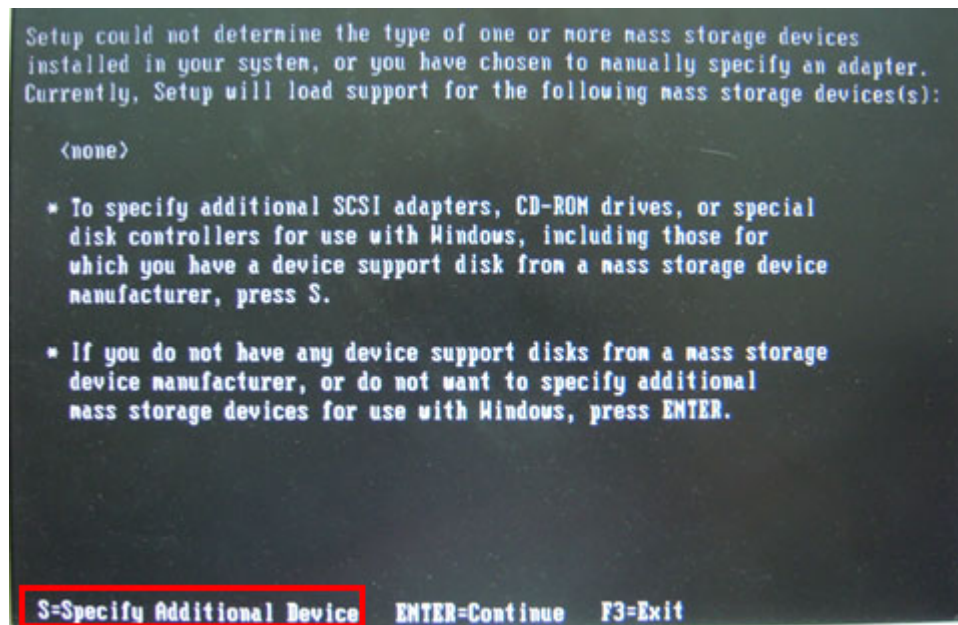 Setup could not determine the type of one or more mass storage devices
installed in your system, or you have chosen to manually specify an adapter.
Currently, Setup will load support for the following mass storage devices(s):
<none>
* To specify additional SCSI adapters, CD-ROM drives, or special
disk controllers for use with Windows, including those for
which you have a device support disk from a mass storage device
manufacturer, press S.
* If you do not have any device support disks from a mass storage
device manufacturer, or do not want to specify additional
mass storage devices for use with Windows, press ENTER.
S=Specify Additional Device ENTER=Continue F3=Exit